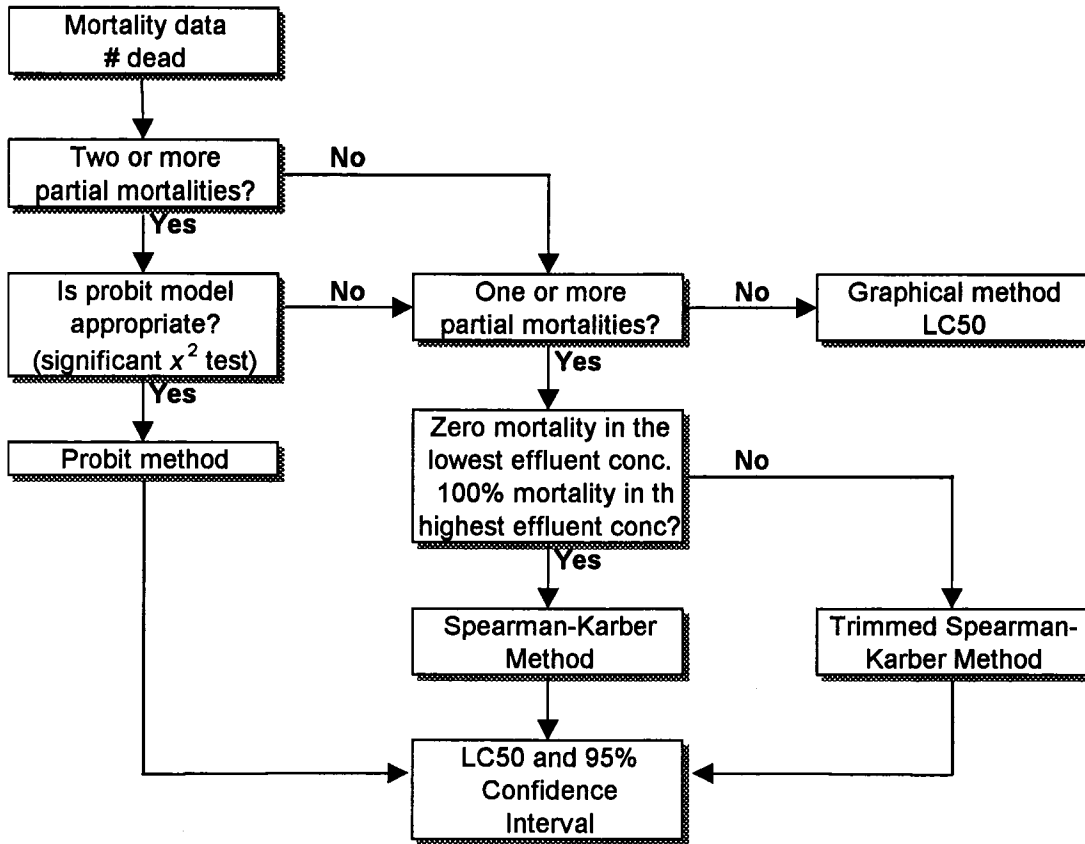 Mortality data
# dead
Two or more
partial mortalities?
No
Yes
Is probit model
appropriate?
(significant x² test)
No
One or more
partial mortalities?
No
Graphical method
LC50
Yes
Yes
Probit method
Zero mortality in the
lowest effluent conc.
100% mortality in th
highest effluent conc?
No
Yes
Spearman-Karber
Method
Trimmed Spearman-
Karber Method
LC50 and 95%
Confidence
Interval